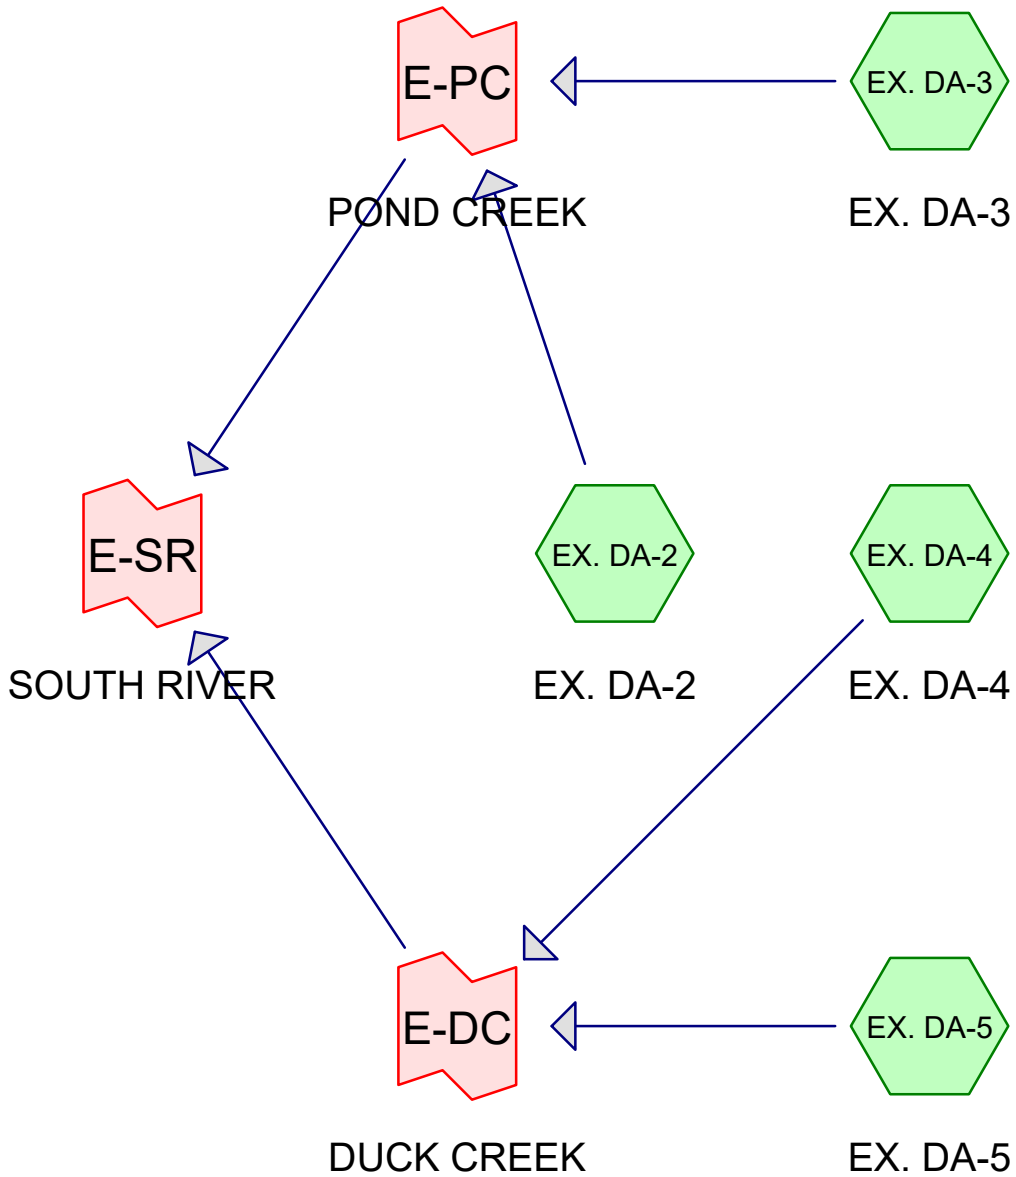 E-PC
EX. DA-3
POND CREEK
EX. DA-3
E-SR
EX. DA-2
EX. DA-4
SOUTH RIVER
EX. DA-2
EX. DA-4
E-DC
EX. DA-5
DUCK CREEK
EX. DA-5